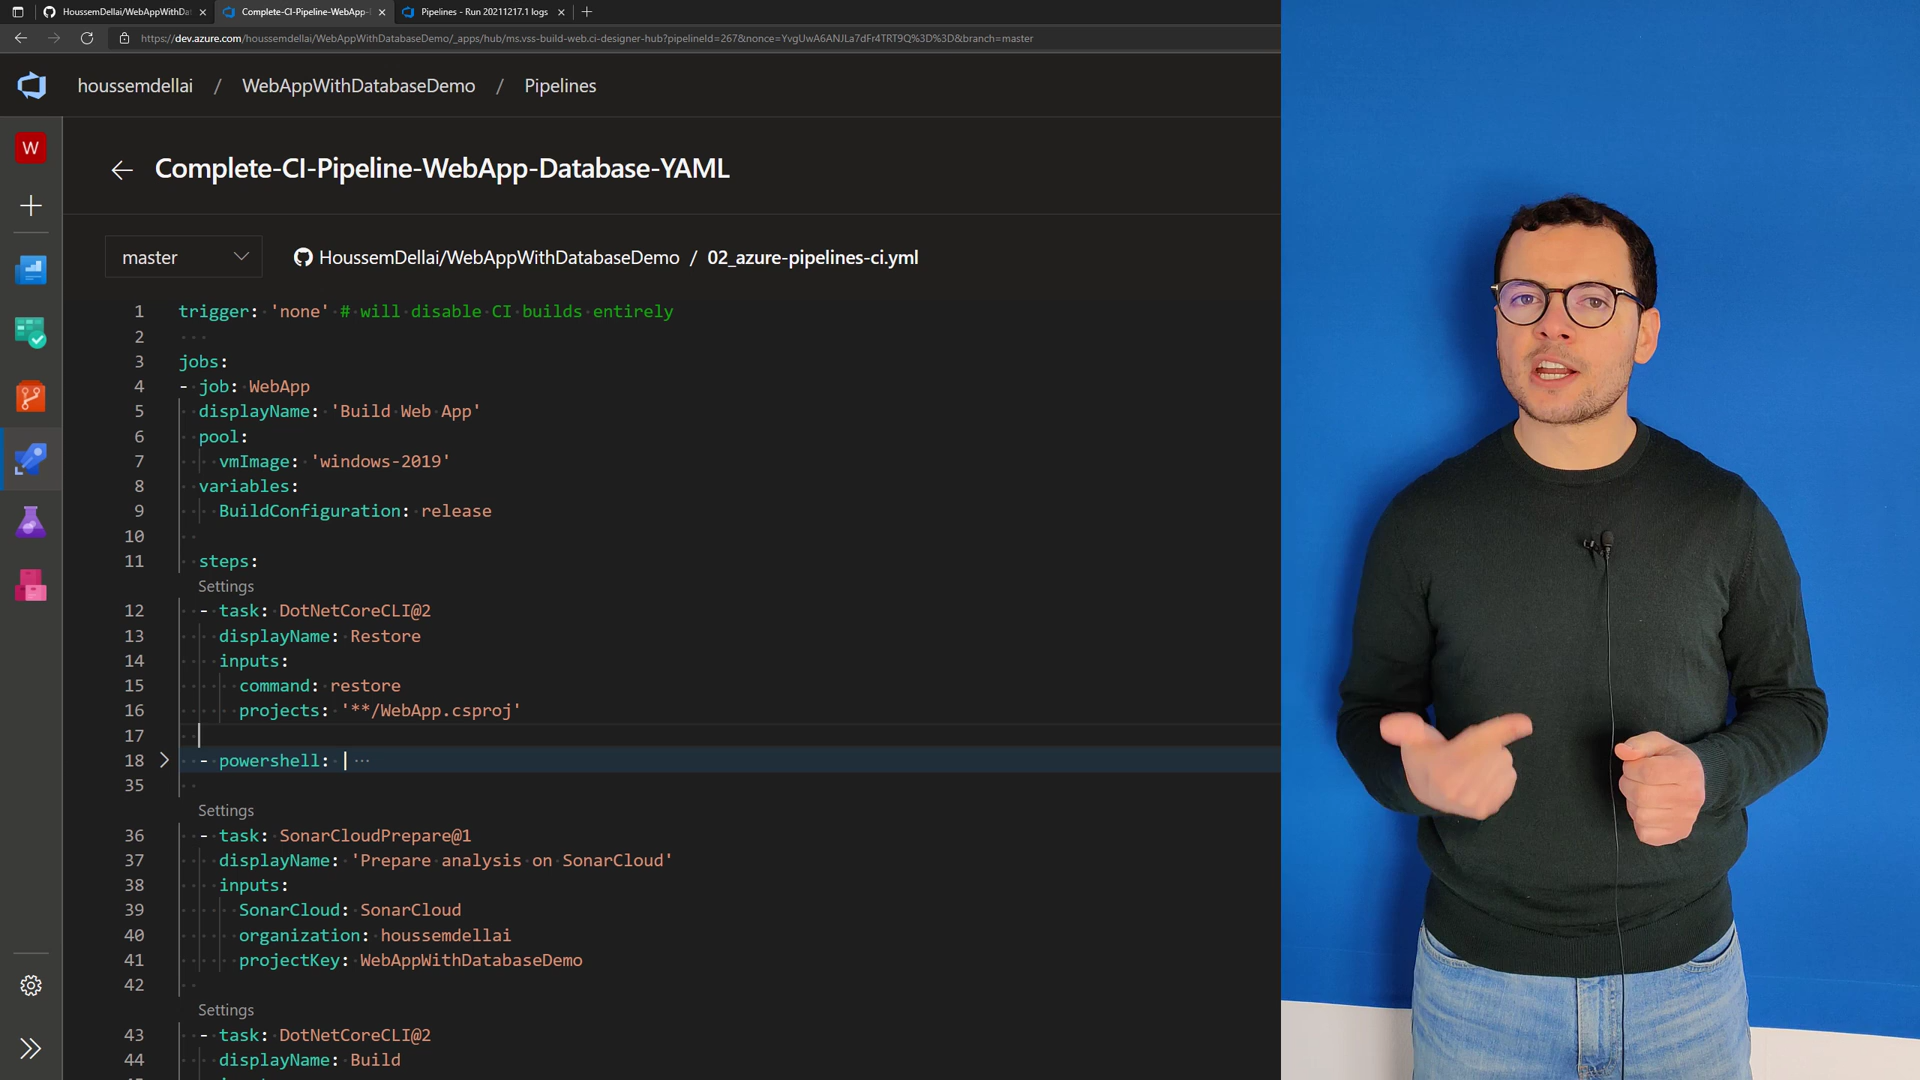 HoussemDellai/WebAppWithDat
Complete-CI-Pipeline-WebApp-
Pipelines - Run 20211217.1 logs
https://dev.azure.com/houssemdellai/WebAppWithDatabaseDemo/_apps/hub/ms.vss-build-web.ci-designer-hub?pipelineId=267&nonce=YvgUwA6ANJLa7dFr4TRT9Q%3D%3D&branch=master
houssemdellai / WebAppWithDatabaseDemo / Pipelines
W
Complete-CI-Pipeline-WebApp-Database-YAML
master
HoussemDellai/WebAppWithDatabaseDemo / 02_azure-pipelines-ci.yml
1 trigger: 'none' # will disable CI builds entirely
2
3 jobs:
4 - job: WebApp
5 displayName: 'Build Web App'
6 pool:
7 vmImage: 'windows-2019'
8 variables:
9 BuildConfiguration: release
10
11 steps:
Settings
12 - task: DotNetCoreCLI@2
13 displayName: Restore
14 inputs:
15 command: restore
16 projects: '**/WebApp.csproj'
17
18 - powershell: | ···
35
Settings
36 - task: SonarCloudPrepare@1
37 displayName: 'Prepare analysis on SonarCloud'
38 inputs:
39 SonarCloud: SonarCloud
40 organization: houssemdellai
41 projectKey: WebAppWithDatabaseDemo
42
Settings
43 - task: DotNetCoreCLI@2
44 displayName: Build